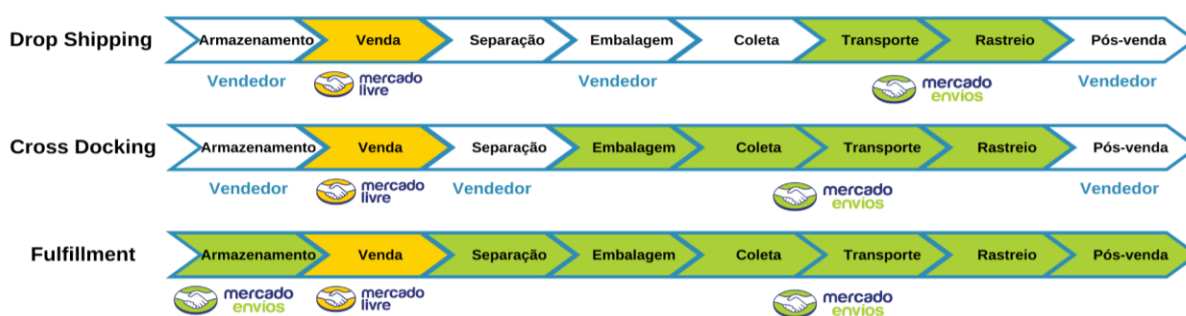 Drop Shipping Armazenamento Venda Separação Embalagem Coleta Transporte Rastreio Pós-venda
Vendedor mercado livre Vendedor mercado envios Vendedor
Cross Docking Armazenamento Venda Separação Embalagem Coleta Transporte Rastreio Pós-venda
Vendedor mercado livre Vendedor mercado envios Vendedor
Fulfillment Armazenamento Venda Separação Embalagem Coleta Transporte Rastreio Pós-venda
mercado envios mercado livre mercado envios